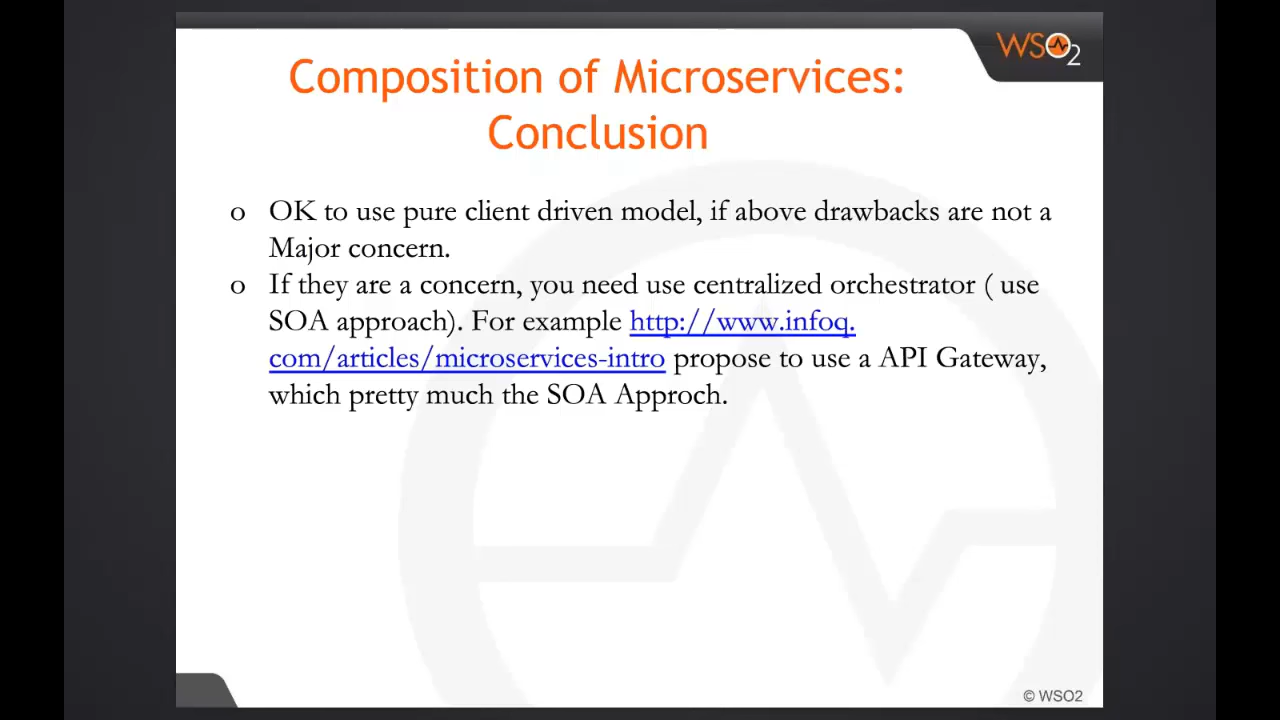 WSO2
Composition of Microservices:
Conclusion
o OK to use pure client driven model, if above drawbacks are not a
Major concern.
o If they are a concern, you need use centralized orchestrator ( use
SOA approach). For example http://www.infoq.
com/articles/microservices-intro propose to use a API Gateway,
which pretty much the SOA Approch.
© WSO2